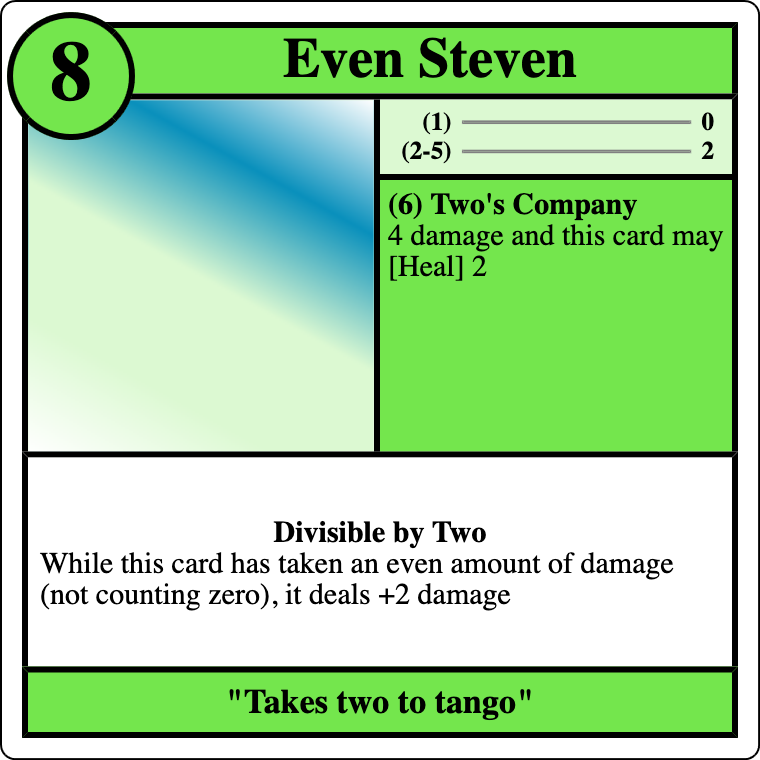 8
Even Steven
(1) 0
(2-5) 2
(6) Two's Company
4 damage and this card may
[Heal] 2
Divisible by Two
While this card has taken an even amount of damage
(not counting zero), it deals +2 damage
"Takes two to tango"